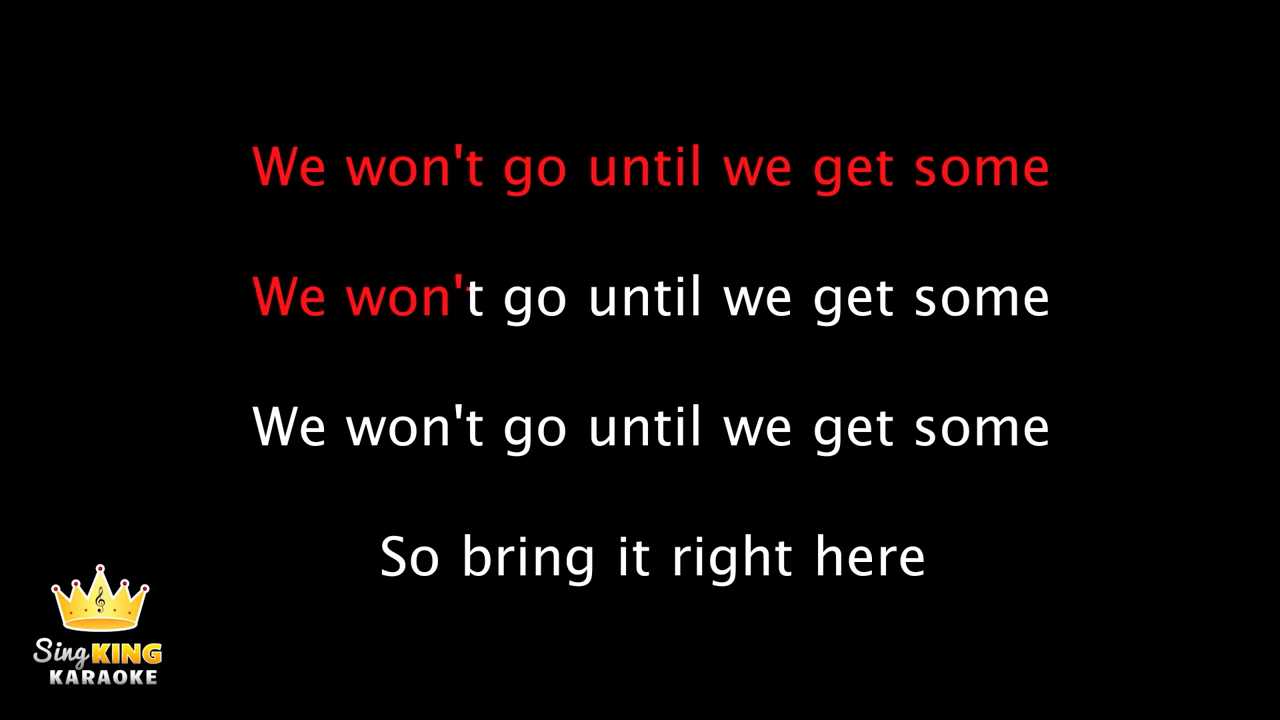 We won't go until we get some
We won't go until we get some
We won't go until we get some
So bring it right here
Sing KING
KARAOKE